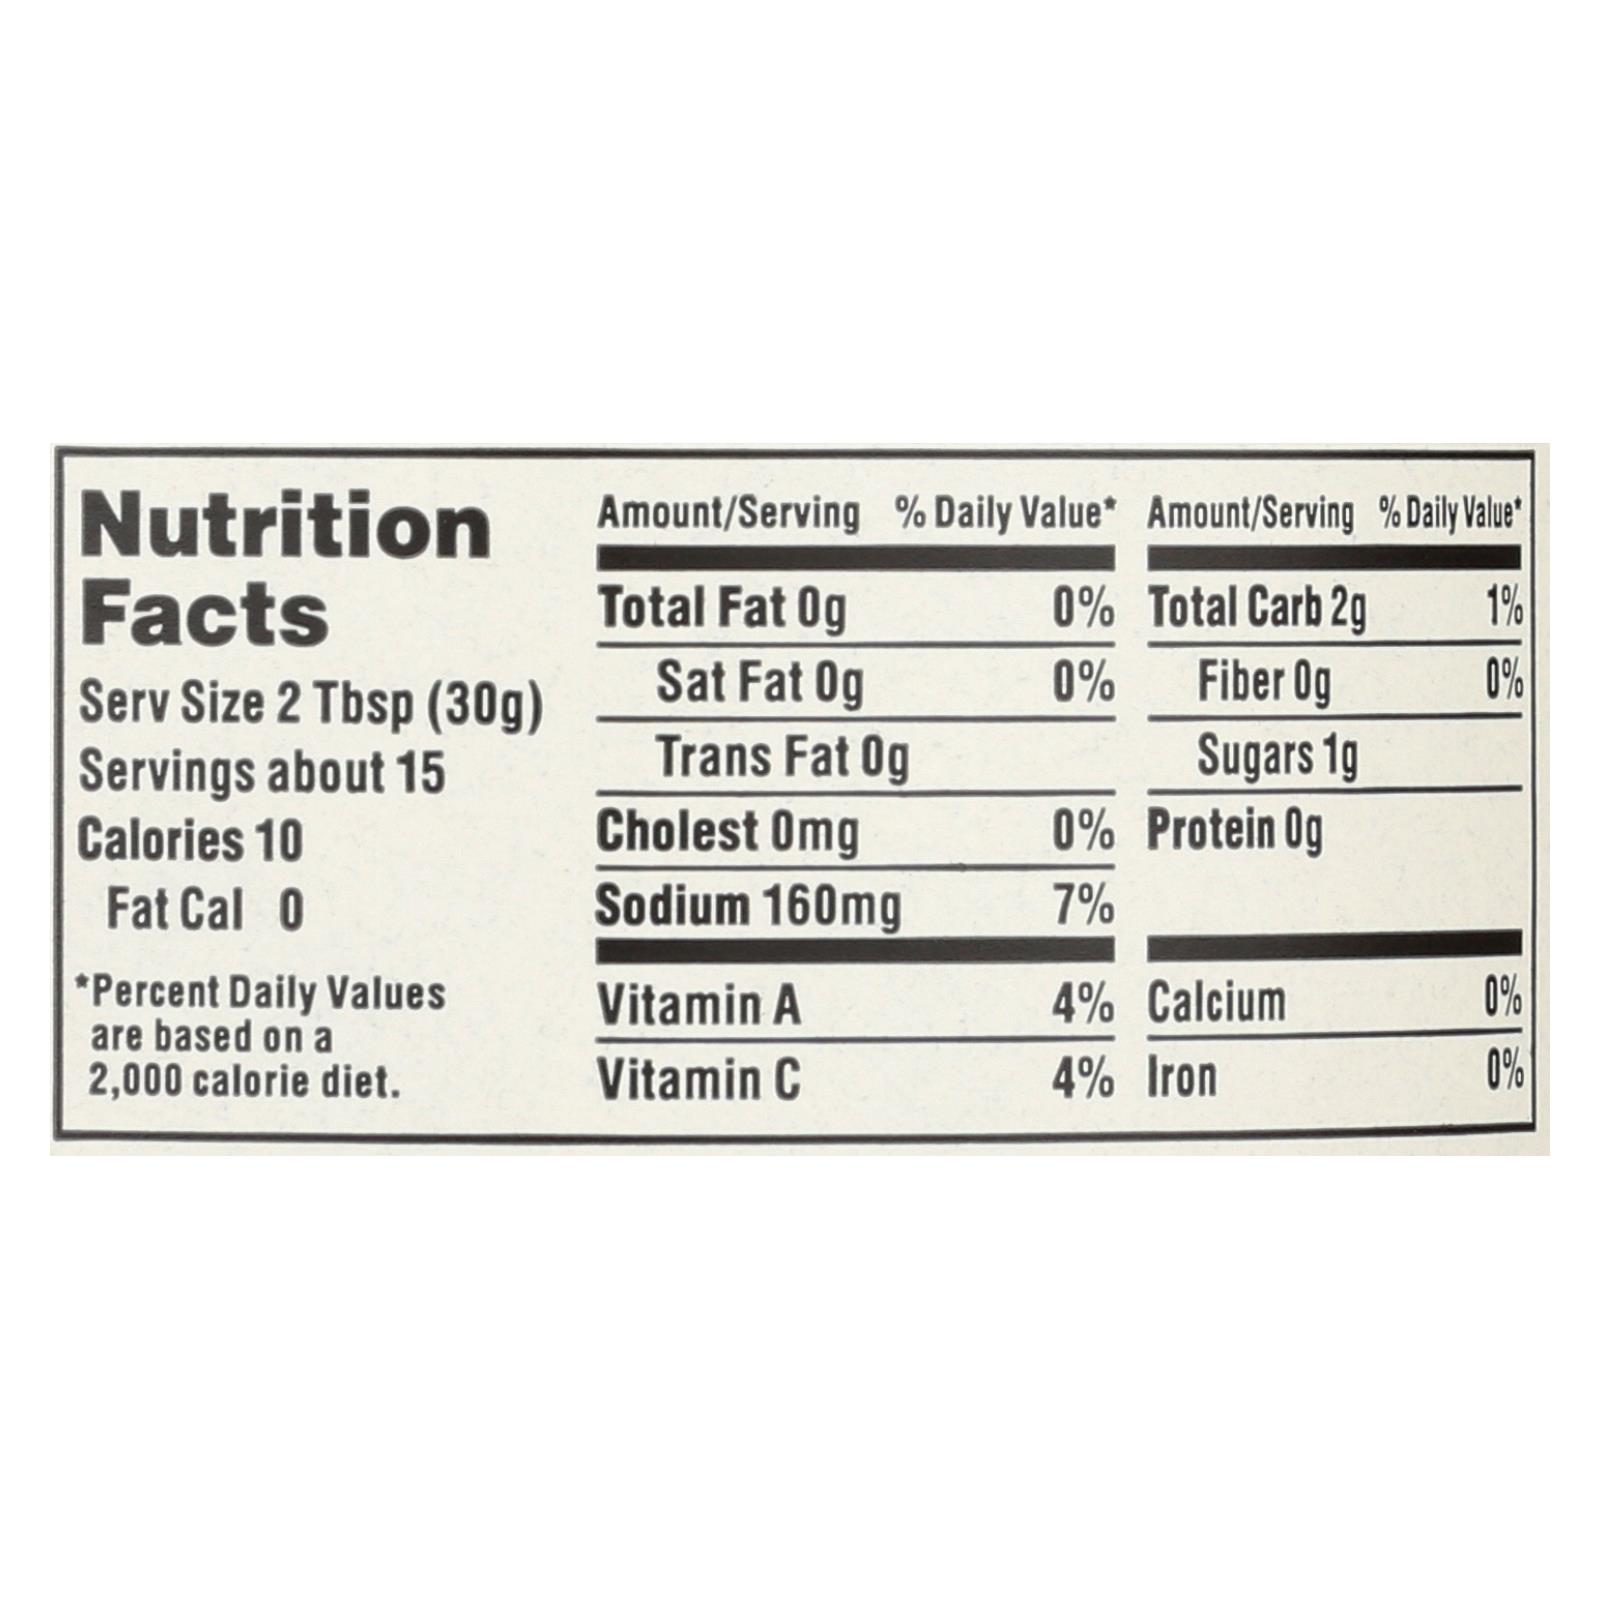 Nutrition
Facts
Serv Size 2 Tbsp (30g)
Servings about 15
Calories 10
Fat Cal 0
*Percent Daily Values
are based on a
2,000 calorie diet.
Amount/Serving % Daily Value*
Total Fat 0g 0%
Sat Fat 0g 0%
Trans Fat 0g
Cholest 0mg 0%
Sodium 160mg 7%
Vitamin A 4%
Vitamin C 4%
Amount/Serving % Daily Value*
Total Carb 2g 1%
Fiber 0g 0%
Sugars 1g
Protein 0g
Calcium 0%
Iron 0%